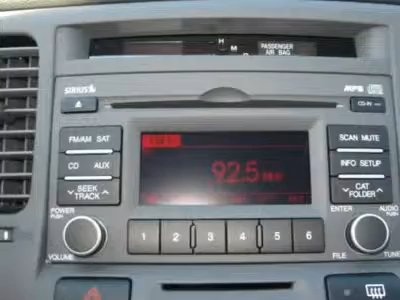 H M
PASSENGER
AIR BAG
SIRIUS
MP3
CD-IN
FM/AM SAT
CD AUX
SEEK
TRACK
SCAN MUTE
INFO SETUP
CAT
FOLDER
92.5
POWER
PUSH
VOLUME
1 2 3 4 5 6
ENTER
AUDIO
PUSH
FILE
TUNE